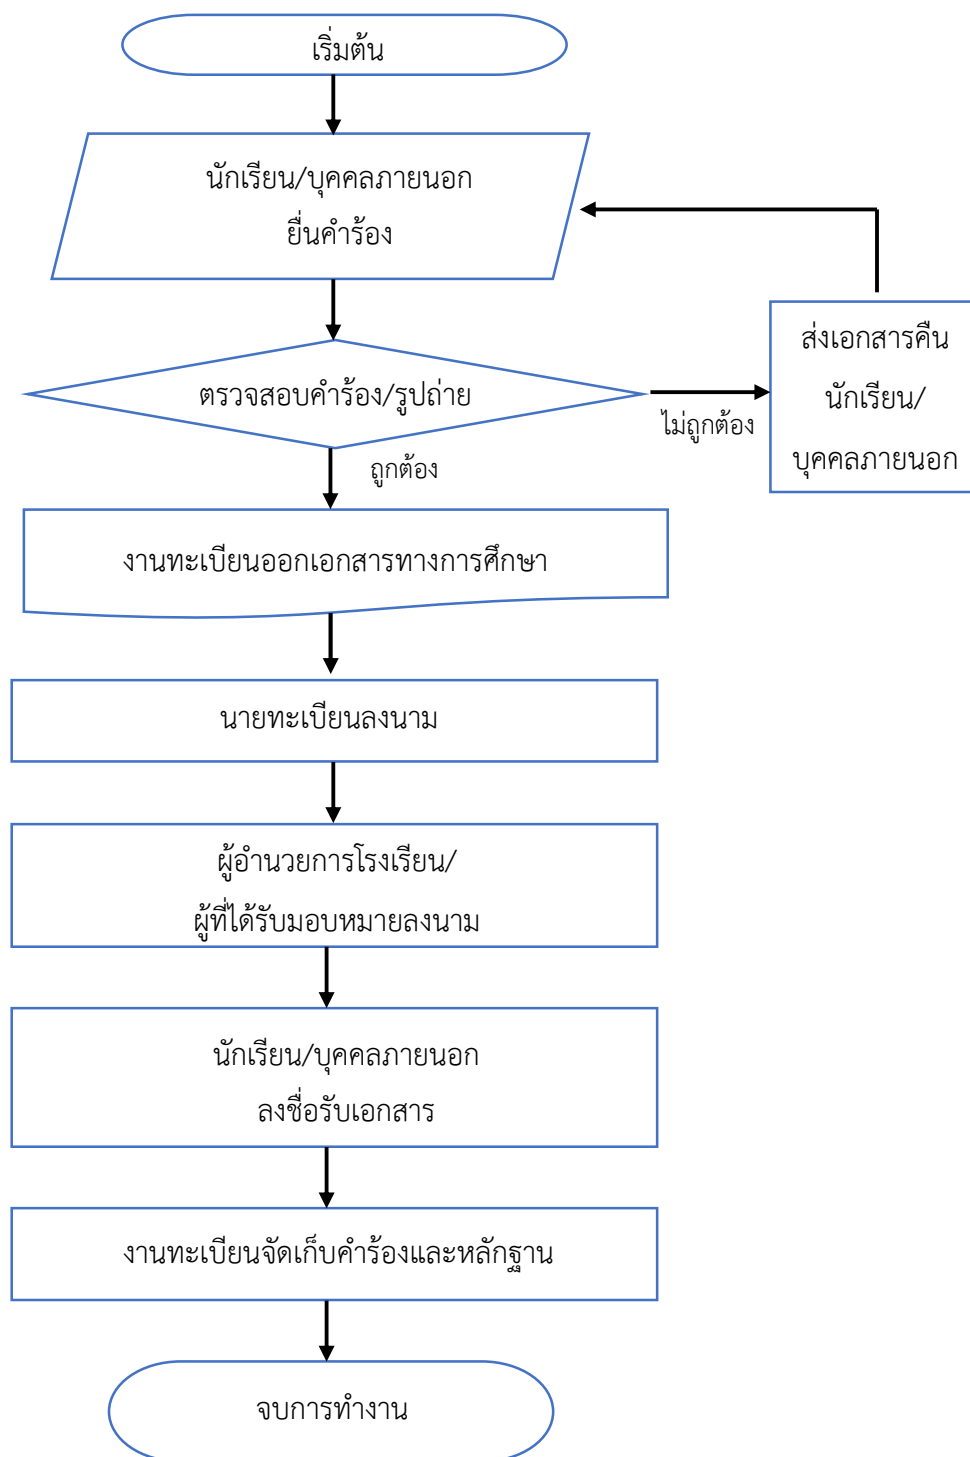 เริ่มต้น
นักเรียน/บุคคลภายนอก
ยื่นคำร้อง
ตรวจสอบคำร้อง/รูปถ่าย
ไม่ถูกต้อง
ส่งเอกสารคืน
นักเรียน/
บุคคลภายนอก
ถูกต้อง
งานทะเบียนออกเอกสารทางการศึกษา
นายทะเบียนลงนาม
ผู้อำนวยการโรงเรียน/
ผู้ที่ได้รับมอบหมายลงนาม
นักเรียน/บุคคลภายนอก
ลงชื่อรับเอกสาร
งานทะเบียนจัดเก็บคำร้องและหลักฐาน
จบการทำงาน